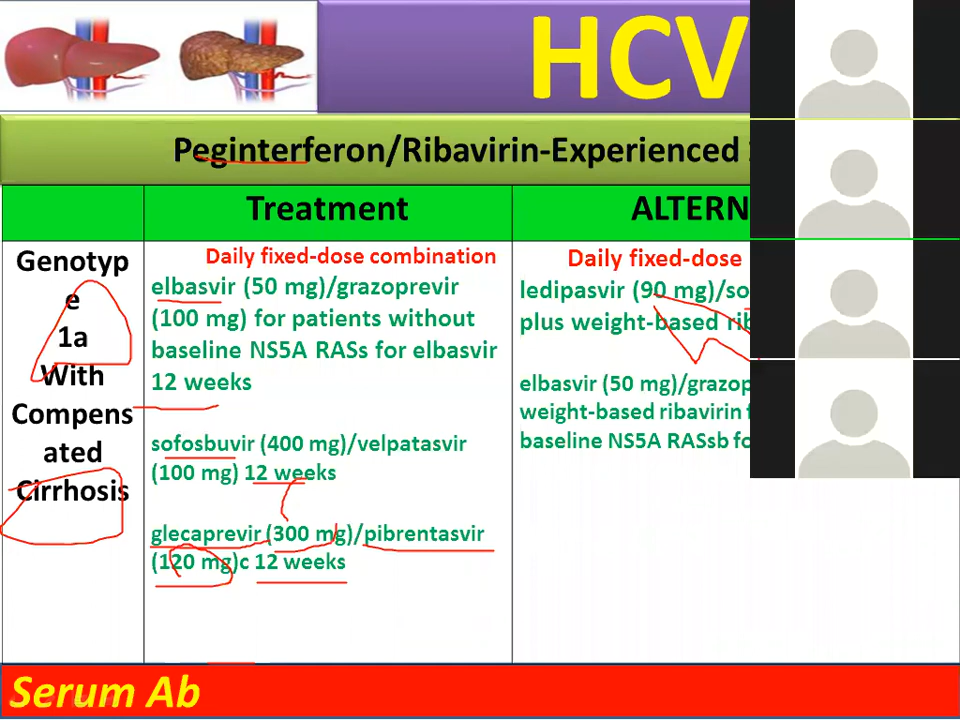 HCV
Peginterferon/Ribavirin-Experienced
Treatment
ALTERN
Genotyp
e
1a
With
Compens
ated
Cirrhosis
Daily fixed-dose combination
elbasvir (50 mg)/grazoprevir
(100 mg) for patients without
baseline NS5A RASs for elbasvir
12 weeks
sofosbuvir (400 mg)/velpatasvir
(100 mg) 12 weeks
glecaprevir (300 mg)/pibrentasvir
(120 mg)c 12 weeks
Daily fixed-dose
ledipasvir (90 mg)/so
plus weight-based rib
elbasvir (50 mg)/grazop
weight-based ribavirin f
baseline NS5A RASsb fo
Serum Ab